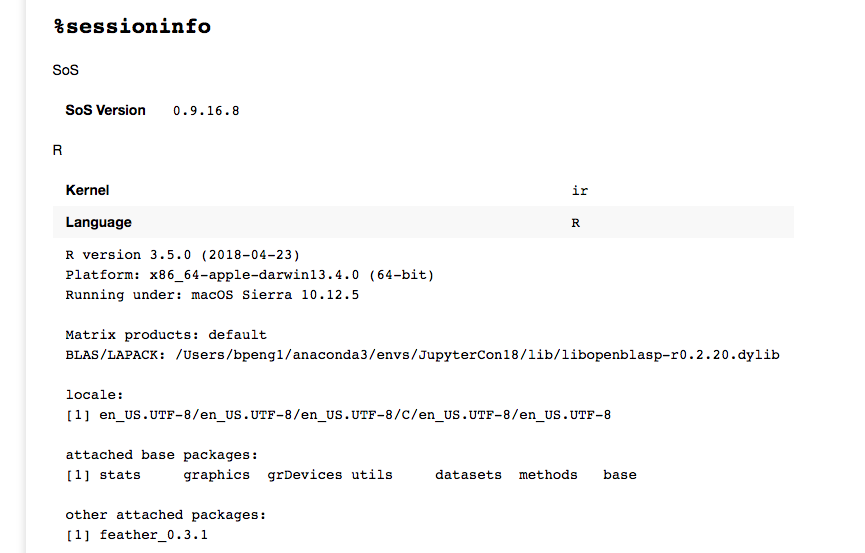 %sessioninfo
SoS
SoS Version 0.9.16.8
R
Kernel ir
Language R
R version 3.5.0 (2018-04-23)
Platform: x86_64-apple-darwin13.4.0 (64-bit)
Running under: macOS Sierra 10.12.5
Matrix products: default
BLAS/LAPACK: /Users/bpeng1/anaconda3/envs/JupyterCon18/lib/libopenblasp-r0.2.20.dylib
locale:
[1] en_US.UTF-8/en_US.UTF-8/en_US.UTF-8/C/en_US.UTF-8/en_US.UTF-8
attached base packages:
[1] stats     graphics  grDevices utils     datasets  methods   base
other attached packages:
[1] feather_0.3.1